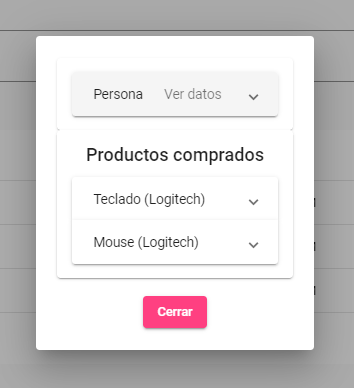 Persona Ver datos
Productos comprados
Teclado (Logitech)
Mouse (Logitech)
Cerrar